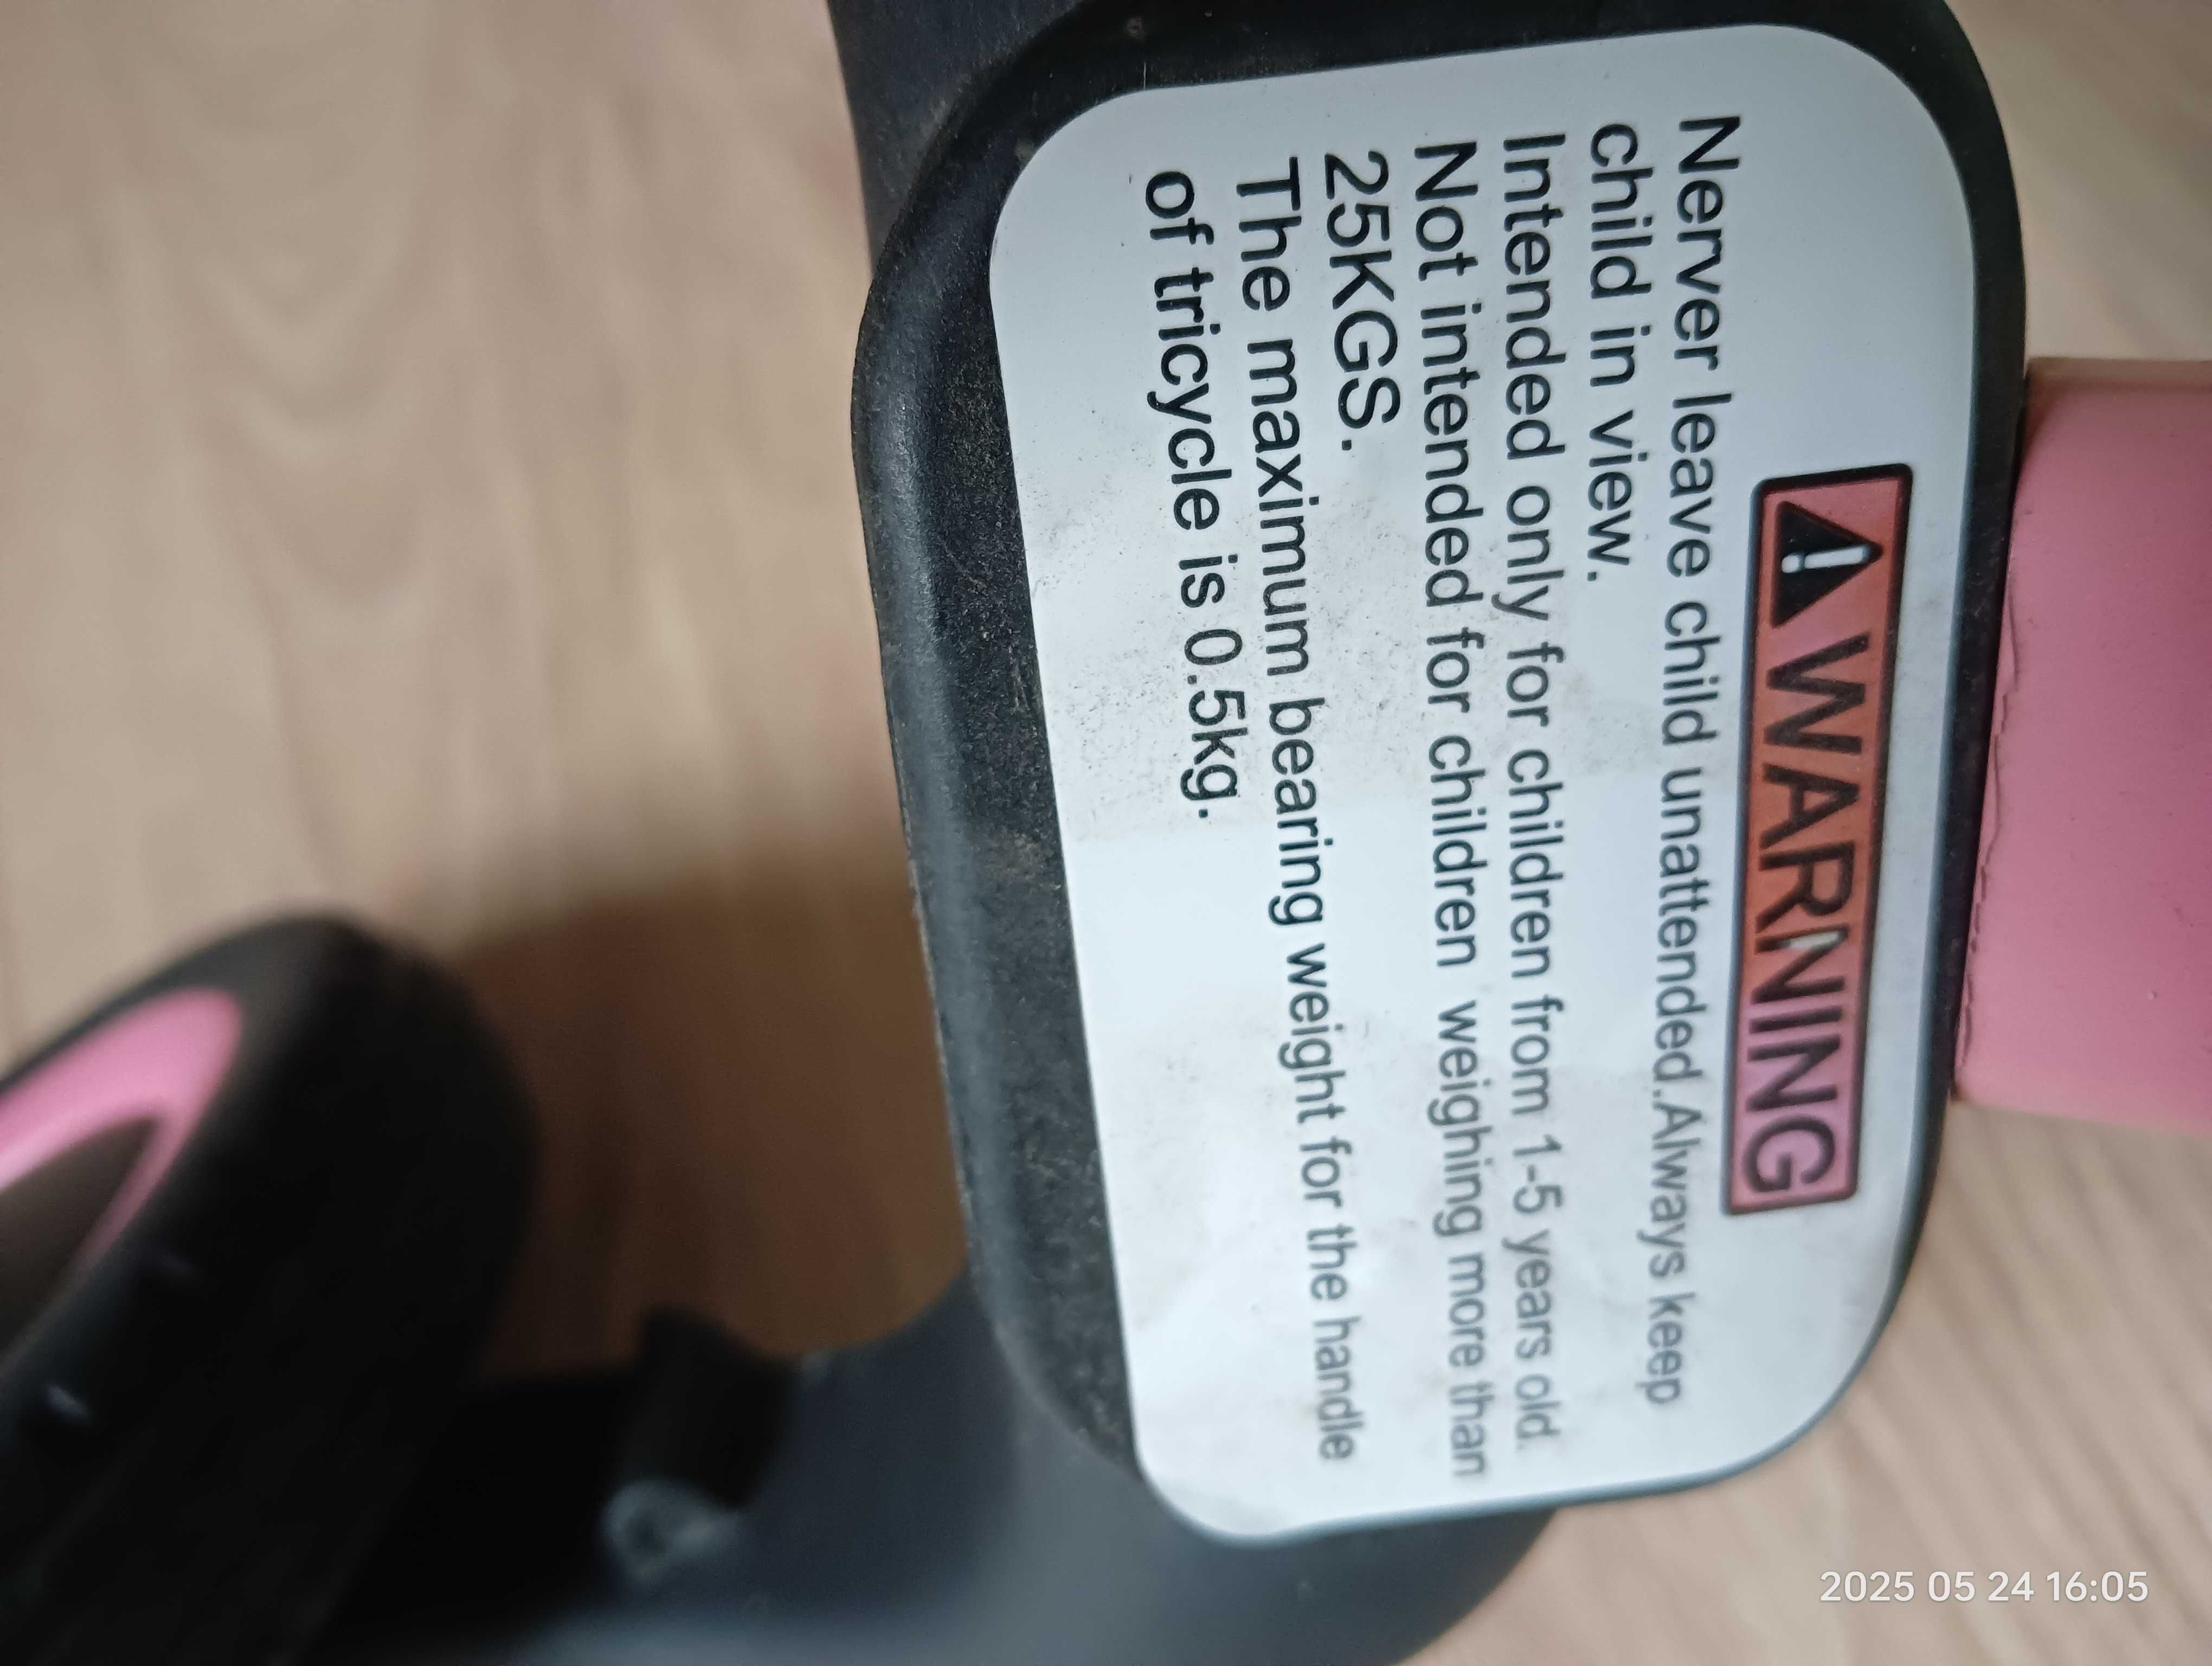 WARNING
Nerver leave child unattended.Always keep
child in view.
Intended only for children from 1-5 years old.
Not intended for children weighing more than
25KGS.
The maximum bearing weight for the handle
of tricycle is 0.5kg.
2025 05 24 16:05